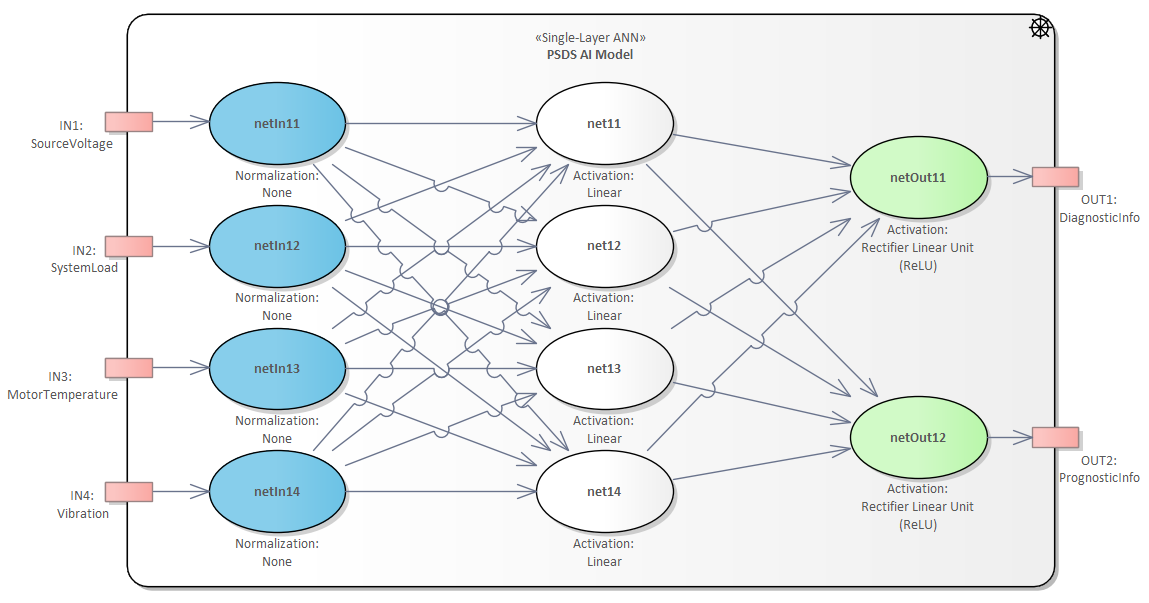 «Single-Layer ANN»
PSDS AI Model
IN1:
SourceVoltage
netIn11
Normalization:
None
net11
Activation:
Linear
netOut11
Activation:
Rectifier Linear Unit
(ReLU)
OUT1:
DiagnosticInfo
IN2:
SystemLoad
netIn12
Normalization:
None
net12
Activation:
Linear
IN3:
MotorTemperature
netIn13
Normalization:
None
net13
Activation:
Linear
netOut12
Activation:
Rectifier Linear Unit
(ReLU)
OUT2:
PrognosticInfo
IN4:
Vibration
netIn14
Normalization:
None
net14
Activation:
Linear